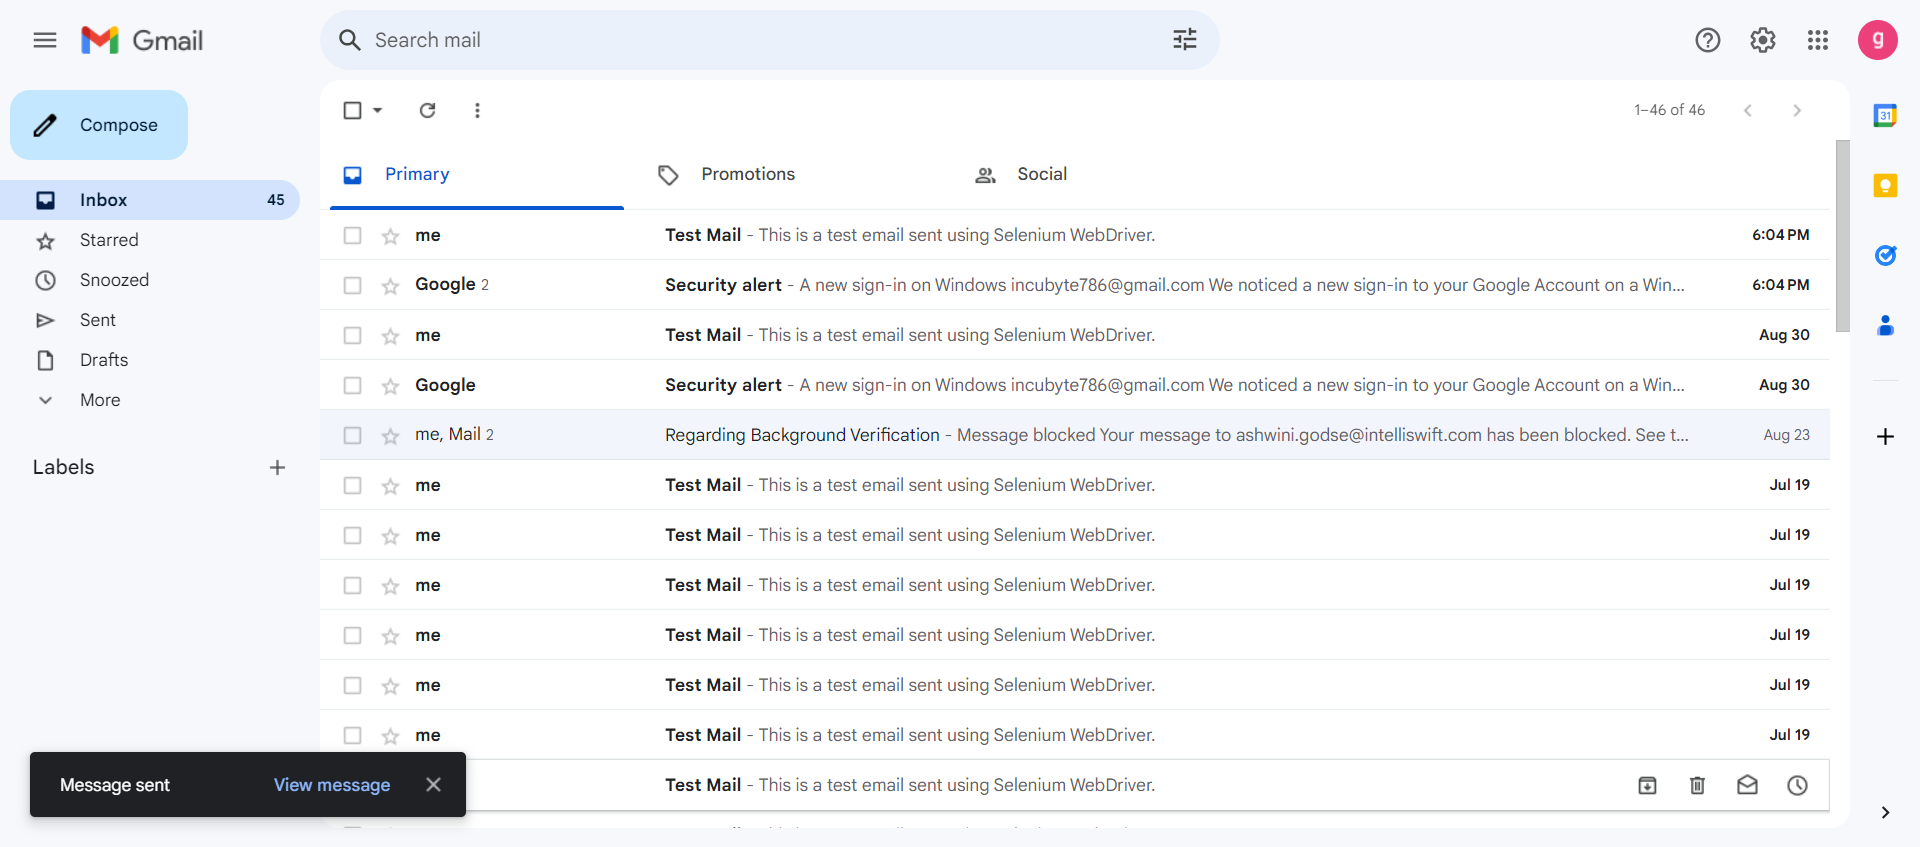 Gmail
Search mail
g
Compose
1–46 of 46
31
Primary
Promotions
Social
Inbox 45
Starred
Snoozed
Sent
Drafts
More
Labels
me Test Mail - This is a test email sent using Selenium WebDriver. 6:04 PM
Google 2 Security alert - A new sign-in on Windows incubyte786@gmail.com We noticed a new sign-in to your Google Account on a Win... 6:04 PM
me Test Mail - This is a test email sent using Selenium WebDriver. Aug 30
Google Security alert - A new sign-in on Windows incubyte786@gmail.com We noticed a new sign-in to your Google Account on a Win... Aug 30
me, Mail 2 Regarding Background Verification - Message blocked Your message to ashwini.godse@intelliswift.com has been blocked. See t... Aug 23
me Test Mail - This is a test email sent using Selenium WebDriver. Jul 19
me Test Mail - This is a test email sent using Selenium WebDriver. Jul 19
me Test Mail - This is a test email sent using Selenium WebDriver. Jul 19
me Test Mail - This is a test email sent using Selenium WebDriver. Jul 19
me Test Mail - This is a test email sent using Selenium WebDriver. Jul 19
me Test Mail - This is a test email sent using Selenium WebDriver. Jul 19
Test Mail - This is a test email sent using Selenium WebDriver.
Message sent View message